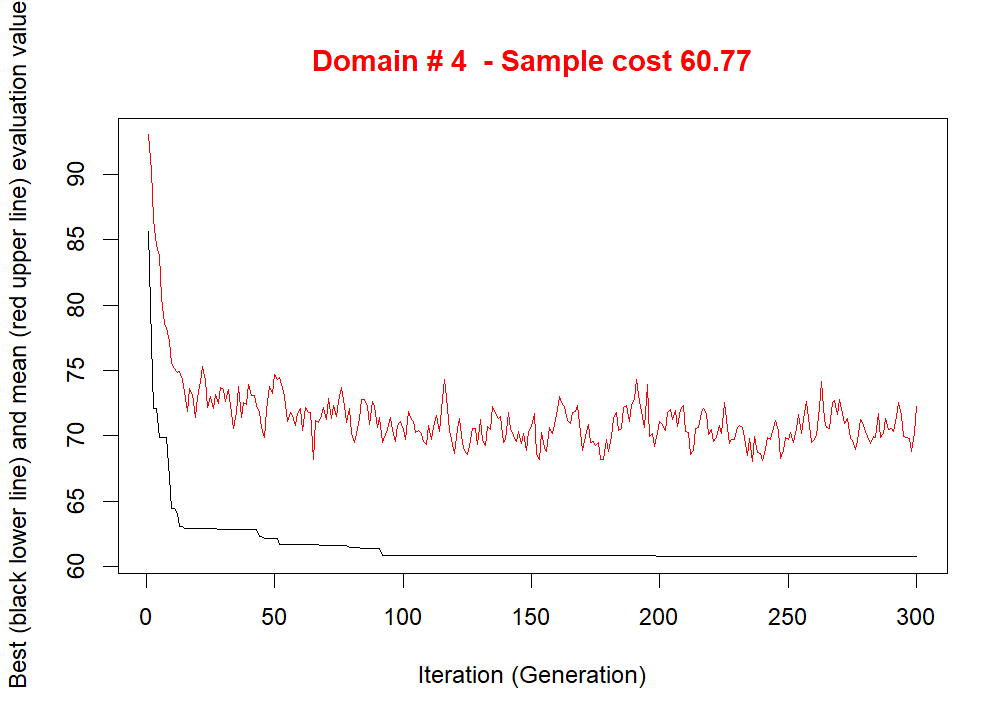 Domain # 4  - Sample cost 60.77
Best (black lower line) and mean (red upper line) evaluation value
90
85
80
75
70
65
60
0 50 100 150 200 250 300
Iteration (Generation)